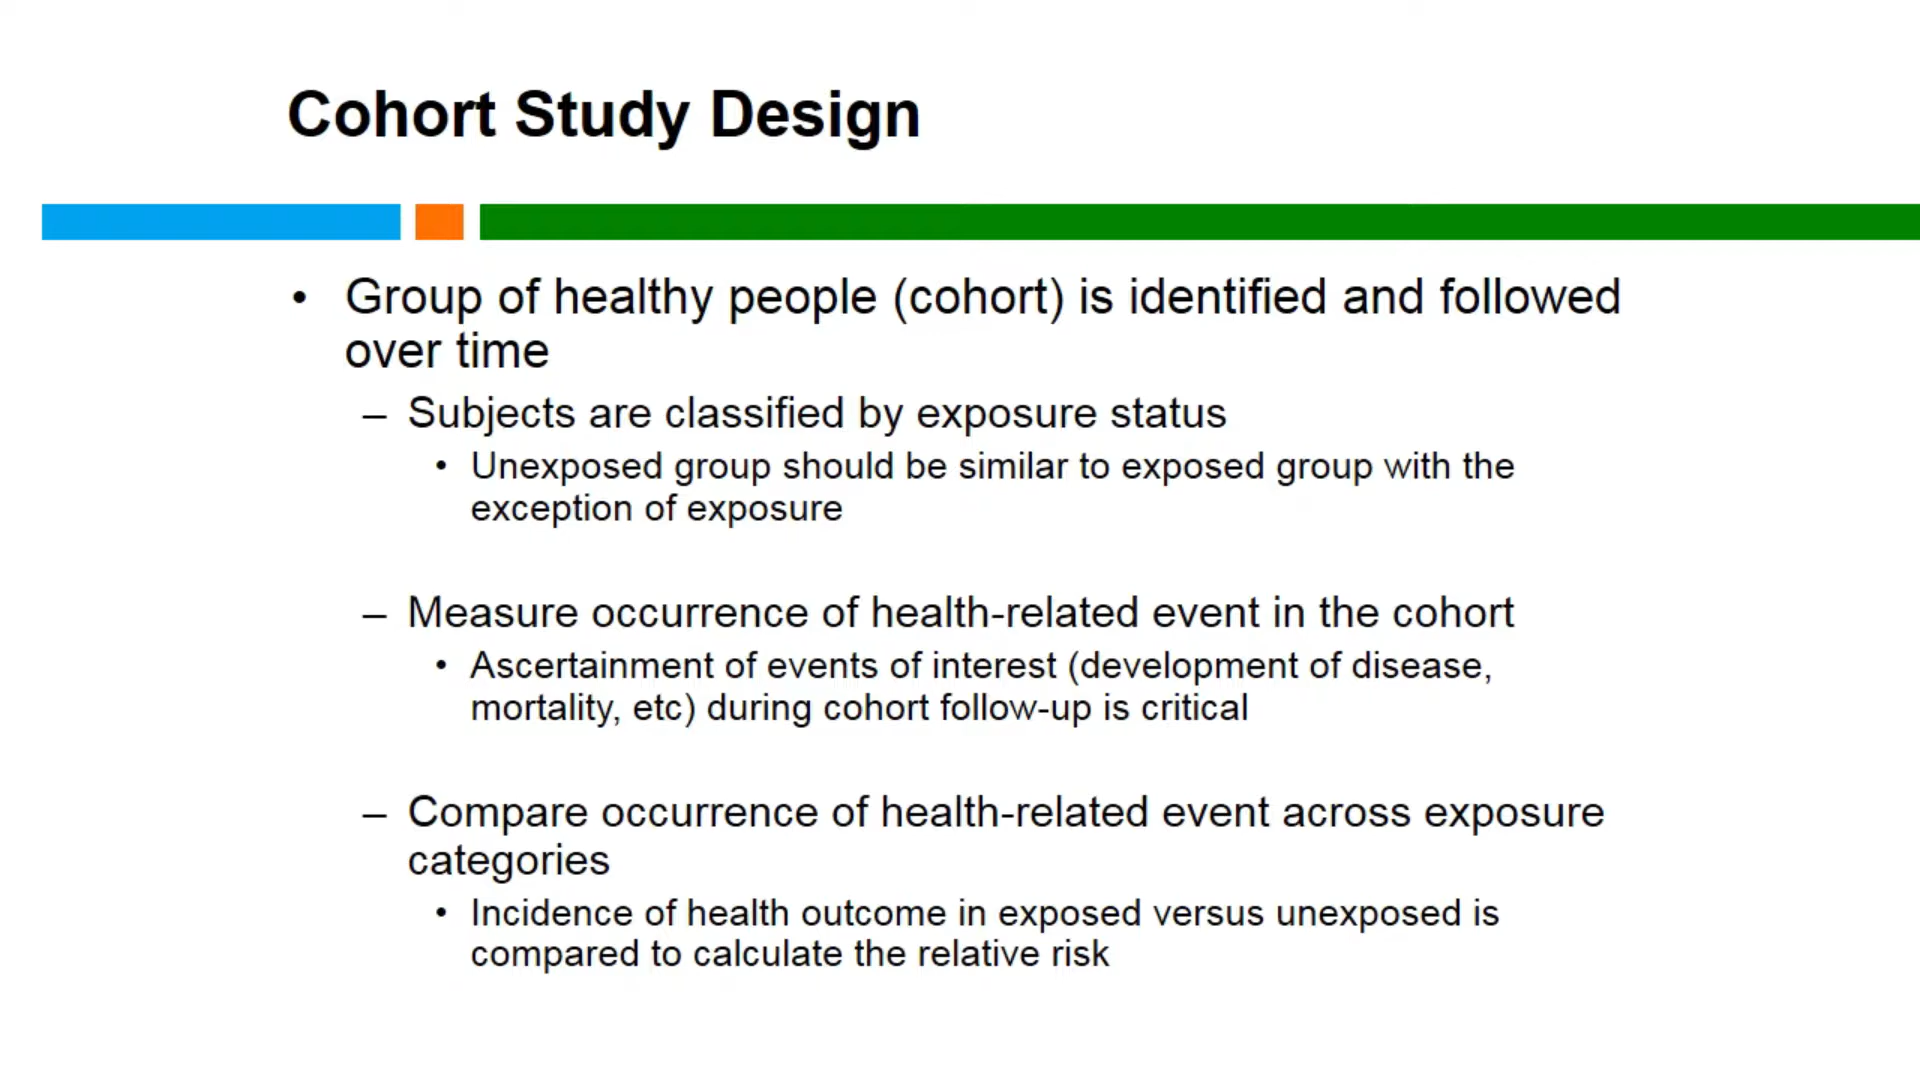 Cohort Study Design
• Group of healthy people (cohort) is identified and followed
over time
– Subjects are classified by exposure status
• Unexposed group should be similar to exposed group with the
exception of exposure
– Measure occurrence of health-related event in the cohort
• Ascertainment of events of interest (development of disease,
mortality, etc) during cohort follow-up is critical
– Compare occurrence of health-related event across exposure
categories
• Incidence of health outcome in exposed versus unexposed is
compared to calculate the relative risk